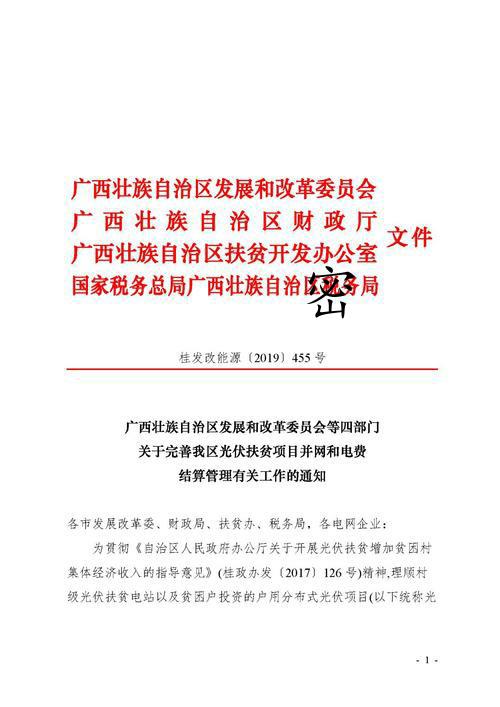 广西壮族自治区发展和改革委员会
广西壮族自治区财政厅
广西壮族自治区扶贫开发办公室
国家税务总局广西壮族自治区税务局
文件
密
桂发改能源〔2019〕455号
广西壮族自治区发展和改革委员会等四部门
关于完善我区光伏扶贫项目并网和电费
结算管理有关工作的通知
各市发展改革委、财政局、扶贫办、税务局，各电网企业：
为贯彻《自治区人民政府办公厅关于开展光伏扶贫增加贫困村
集体经济收入的指导意见》(桂政办发〔2017〕126号)精神,理顺村
级光伏扶贫电站以及贫困户投资的户用分布式光伏项目(以下统称光
- 1 -